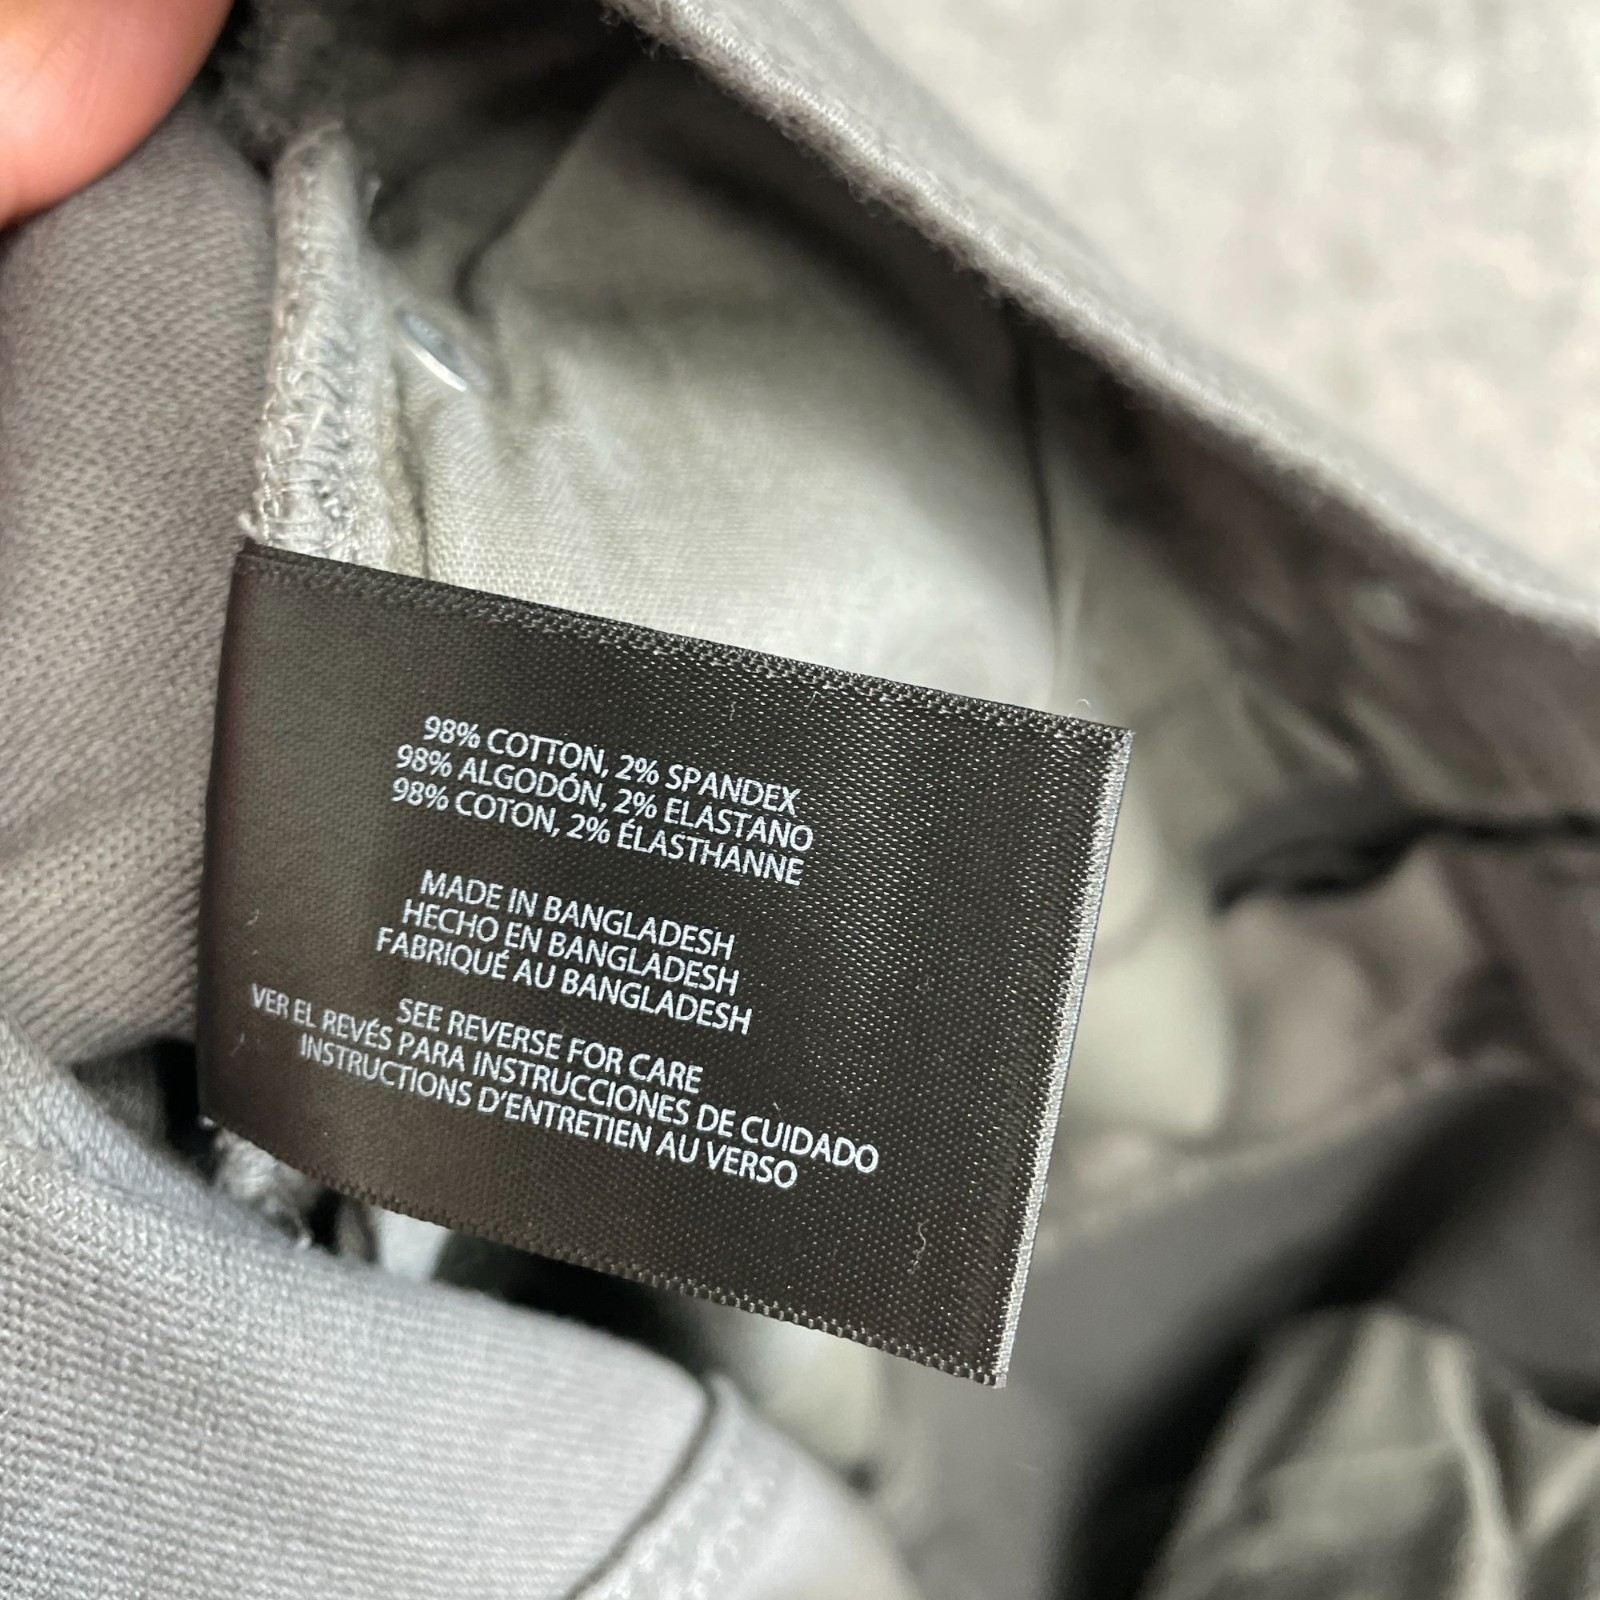 98% COTTON, 2% SPANDEX
98% ALGODÓN, 2% ELASTANO
98% COTON, 2% ÉLASTHANNE
MADE IN BANGLADESH
HECHO EN BANGLADESH
FABRIQUÉ AU BANGLADESH
SEE REVERSE FOR CARE
VER EL REVÉS PARA INSTRUCCIONES DE CUIDADO
INSTRUCTIONS D'ENTRETIEN AU VERSO